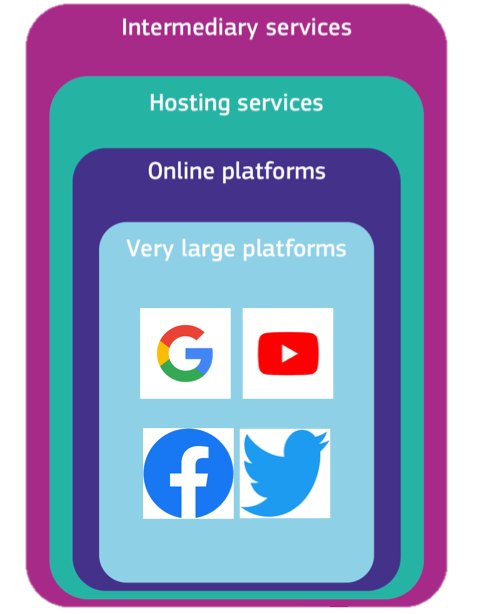 Intermediary services
Hosting services
Online platforms
Very large platforms